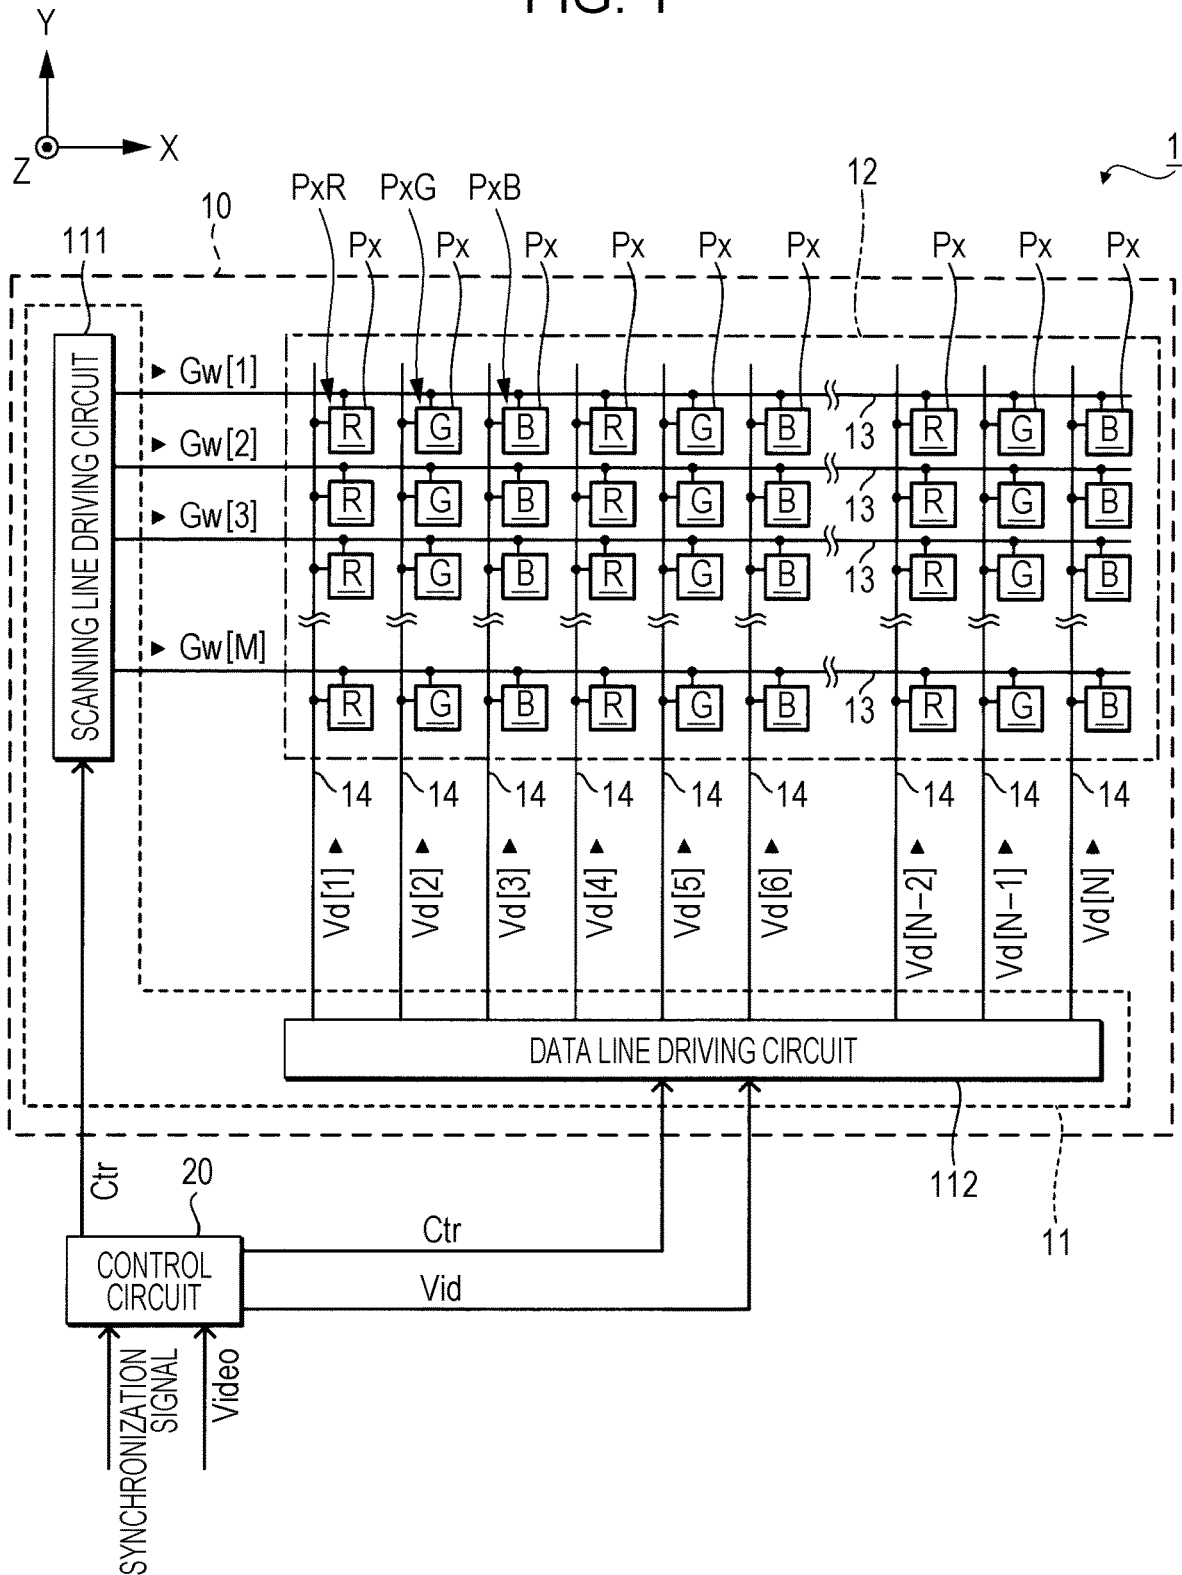 FIG. 1
Y
X
Z
1
12
PxR PxG PxB
10
111
Px Px Px Px Px Px Px Px Px
SCANNING LINE DRIVING CIRCUIT
Gw[1]
13
R G B R G B R G B
Gw[2]
13
R G B R G B R G B
Gw[3]
13
R G B R G B R G B
Gw[M]
13
R G B R G B R G B
14 14 14 14 14 14 14 14 14
Vd[1] Vd[2] Vd[3] Vd[4] Vd[5] Vd[6] Vd[N-2] Vd[N-1] Vd[N]
DATA LINE DRIVING CIRCUIT
112
11
Ctr
20
CONTROL
CIRCUIT
Ctr
Vid
SYNCHRONIZATION
SIGNAL
Video